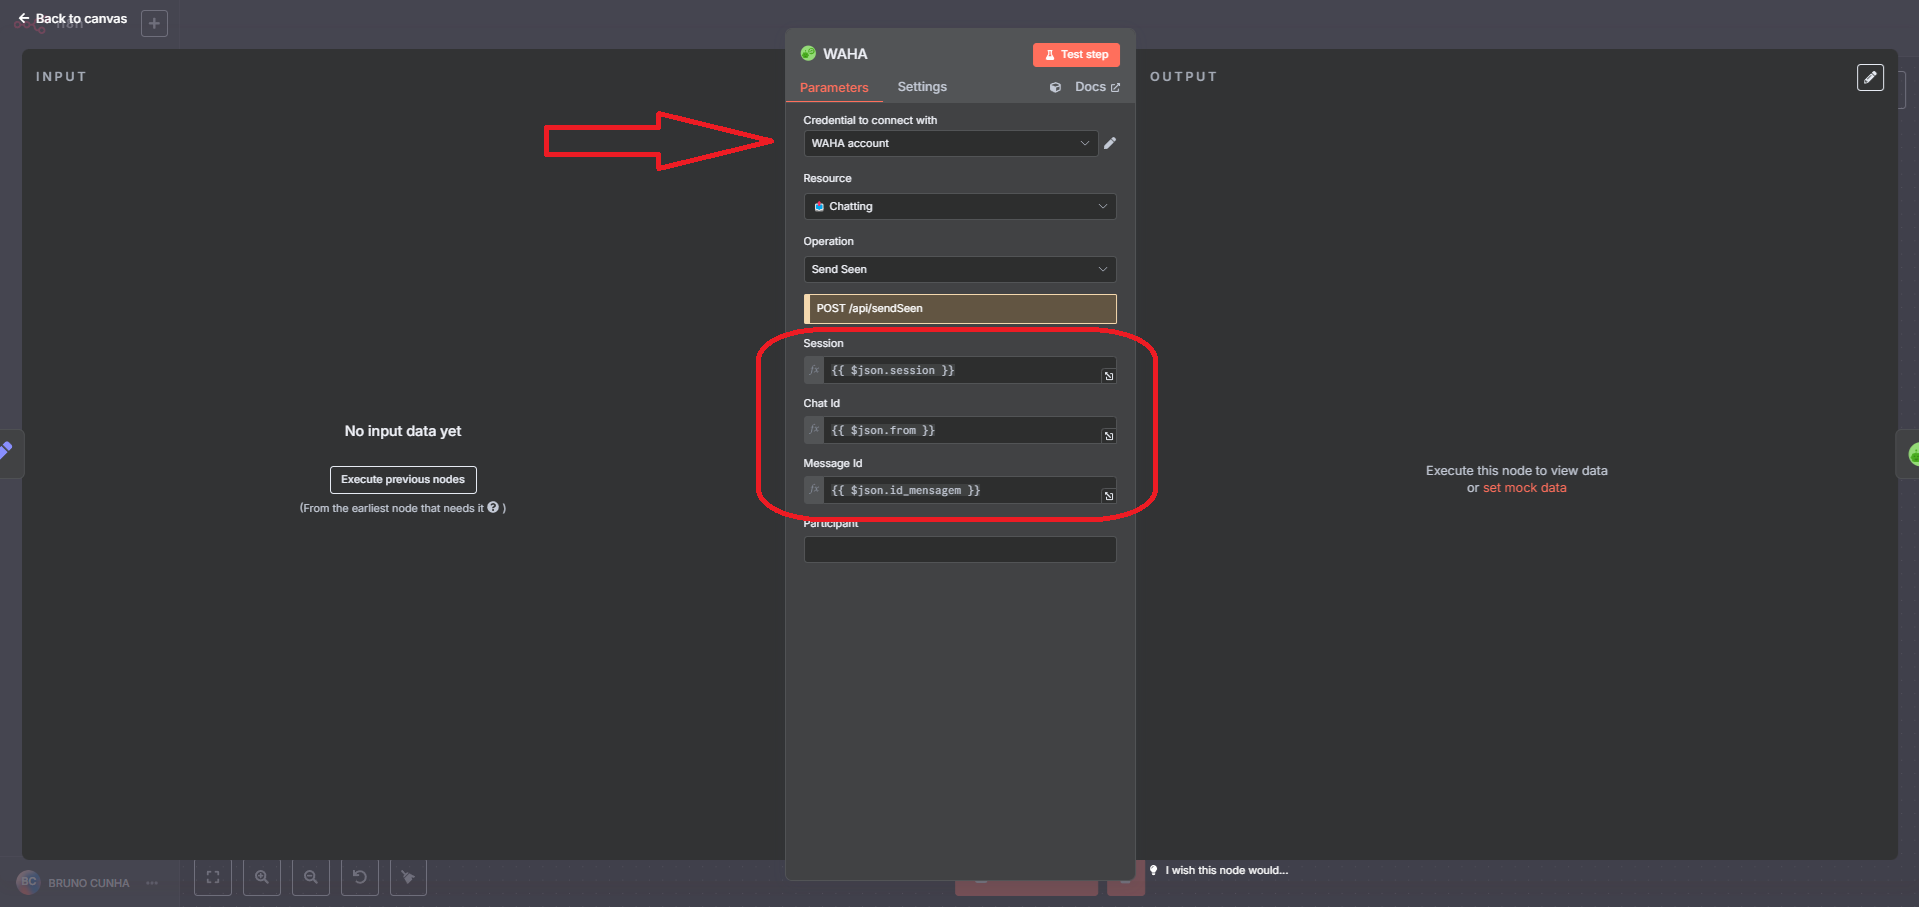 Back to canvas
INPUT
No input data yet
Execute previous nodes
(From the earliest node that needs it ? )
WAHA
Test step
Parameters
Settings
Docs
Credential to connect with
WAHA account
Resource
Chatting
Operation
Send Seen
POST /api/sendSeen
Session
fx {{ $json.session }}
Chat Id
fx {{ $json.from }}
Message Id
fx {{ $json.id_mensagem }}
Participant
OUTPUT
Execute this node to view data
or set mock data
BC BRUNO CUNHA ...
I wish this node would...